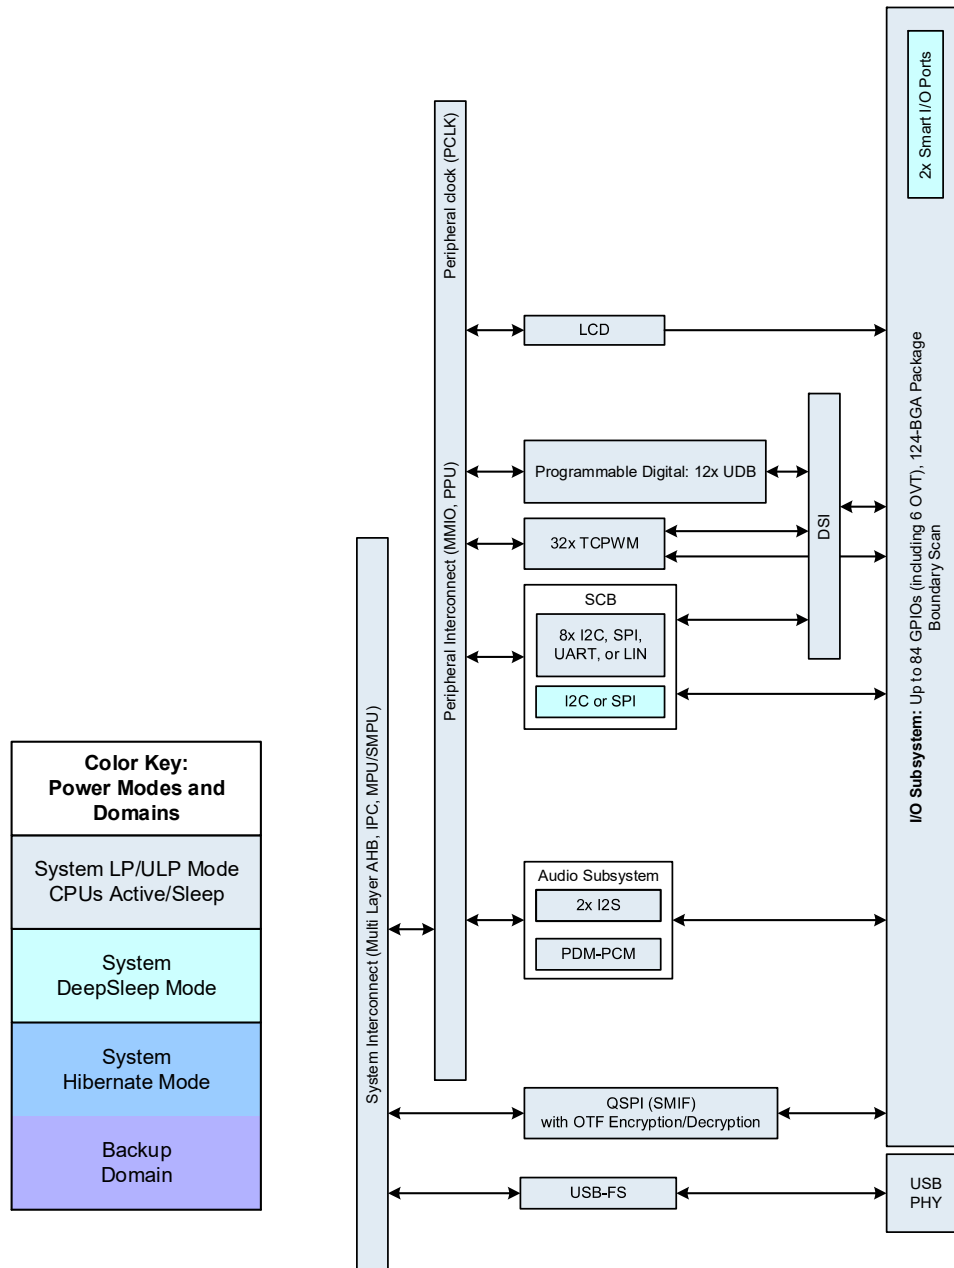 2x Smart I/O Ports
Peripheral clock (PCLK)
LCD
Programmable Digital: 12x UDB
DSI
32x TCPWM
Peripheral Interconnect (MMIO, PPU)
SCB
8x I2C, SPI,
UART, or LIN
I2C or SPI
I/O Subsystem: Up to 84 GPIOs (including 6 OVT), 124-BGA Package
Boundary Scan
System Interconnect (Multi Layer AHB, IPC, MPU/SMPU)
Color Key:
Power Modes and
Domains
System LP/ULP Mode
CPUs Active/Sleep
System
DeepSleep Mode
System
Hibernate Mode
Backup
Domain
Audio Subsystem
2x I2S
PDM-PCM
QSPI (SMIF)
with OTF Encryption/Decryption
USB-FS
USB
PHY